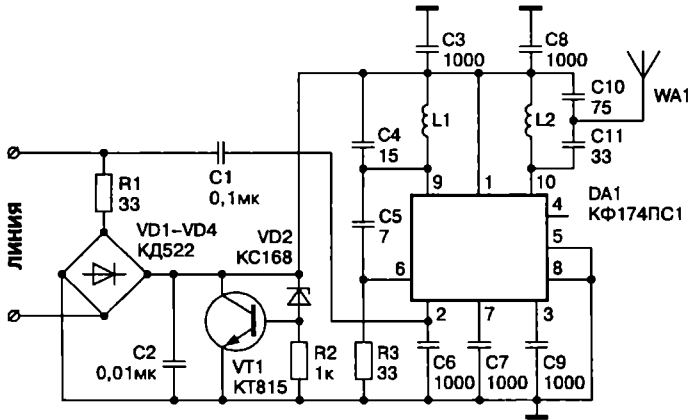 C3
1000
C8
1000
C10
75
WA1
C4
15
L1
L2
C11
33
C1
0,1мк
R1
33
9
1
10
DA1
КФ174ПС1
4
5
8
6
2
7
3
C5
7
ЛИНИЯ
VD1–VD4
КД522
VD2
КС168
C2
0,01мк
VT1
КТ815
R2
1к
R3
33
C6
1000
C7
1000
C9
1000